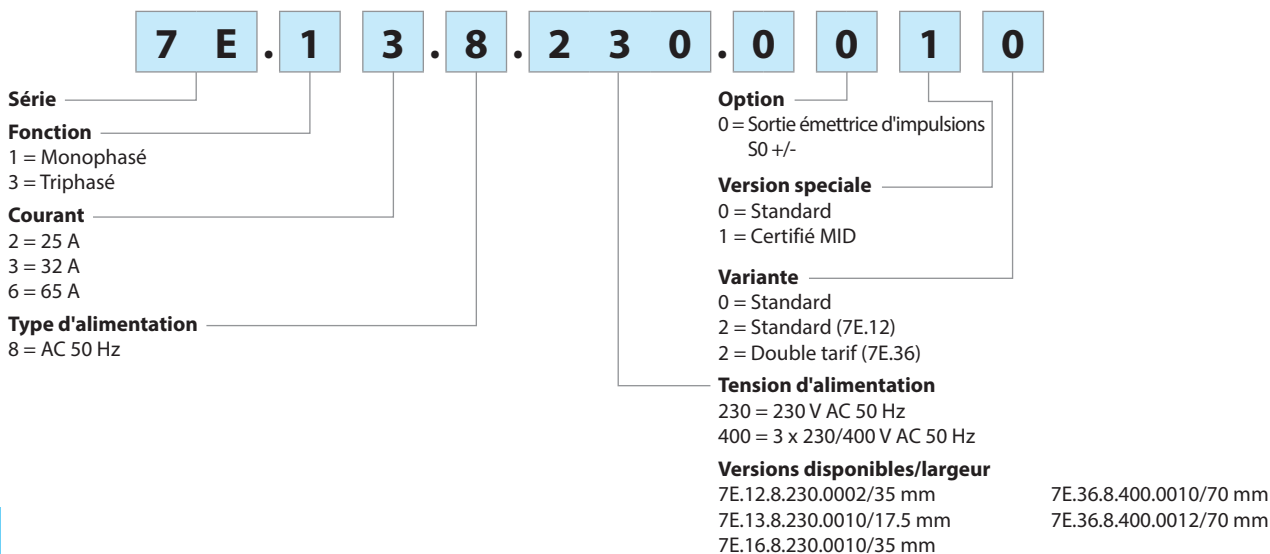 7 E . 1 3 . 8 . 2 3 0 . 0 0 1 0
Série
Fonction
1 = Monophasé
3 = Triphasé
Courant
2 = 25 A
3 = 32 A
6 = 65 A
Type d'alimentation
8 = AC 50 Hz
Option
0 = Sortie émettrice d'impulsions
S0 +/-
Version speciale
0 = Standard
1 = Certifié MID
Variante
0 = Standard
2 = Standard (7E.12)
2 = Double tarif (7E.36)
Tension d'alimentation
230 = 230 V AC 50 Hz
400 = 3 x 230/400 V AC 50 Hz
Versions disponibles/largeur
7E.12.8.230.0002/35 mm
7E.13.8.230.0010/17.5 mm
7E.16.8.230.0010/35 mm
7E.36.8.400.0010/70 mm
7E.36.8.400.0012/70 mm